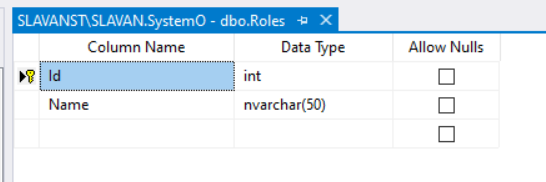 SLAVANST\SLAVAN.SystemO - dbo.Roles
Column Name Data Type Allow Nulls
Id int
Name nvarchar(50)